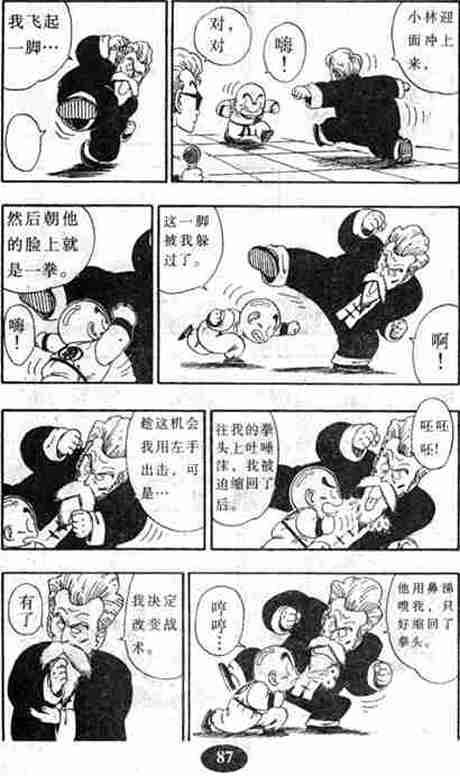 小林迎
面冲上
来,
嗨!
对,
对
我飞起
一脚…
这一脚
被我躲
过了。
啊!
然后朝他
的脸上就
是一拳。
嗨!
呸呸
呸!
往我的拳
头上吐唾
沫,我被
迫缩回了
后。
趁这机会
我用左手
出击,可
是…
他用鼻涕
嗖我,只
好缩回了
拳头。
哼
哼…
我决定
改变战
术。
有
了
87